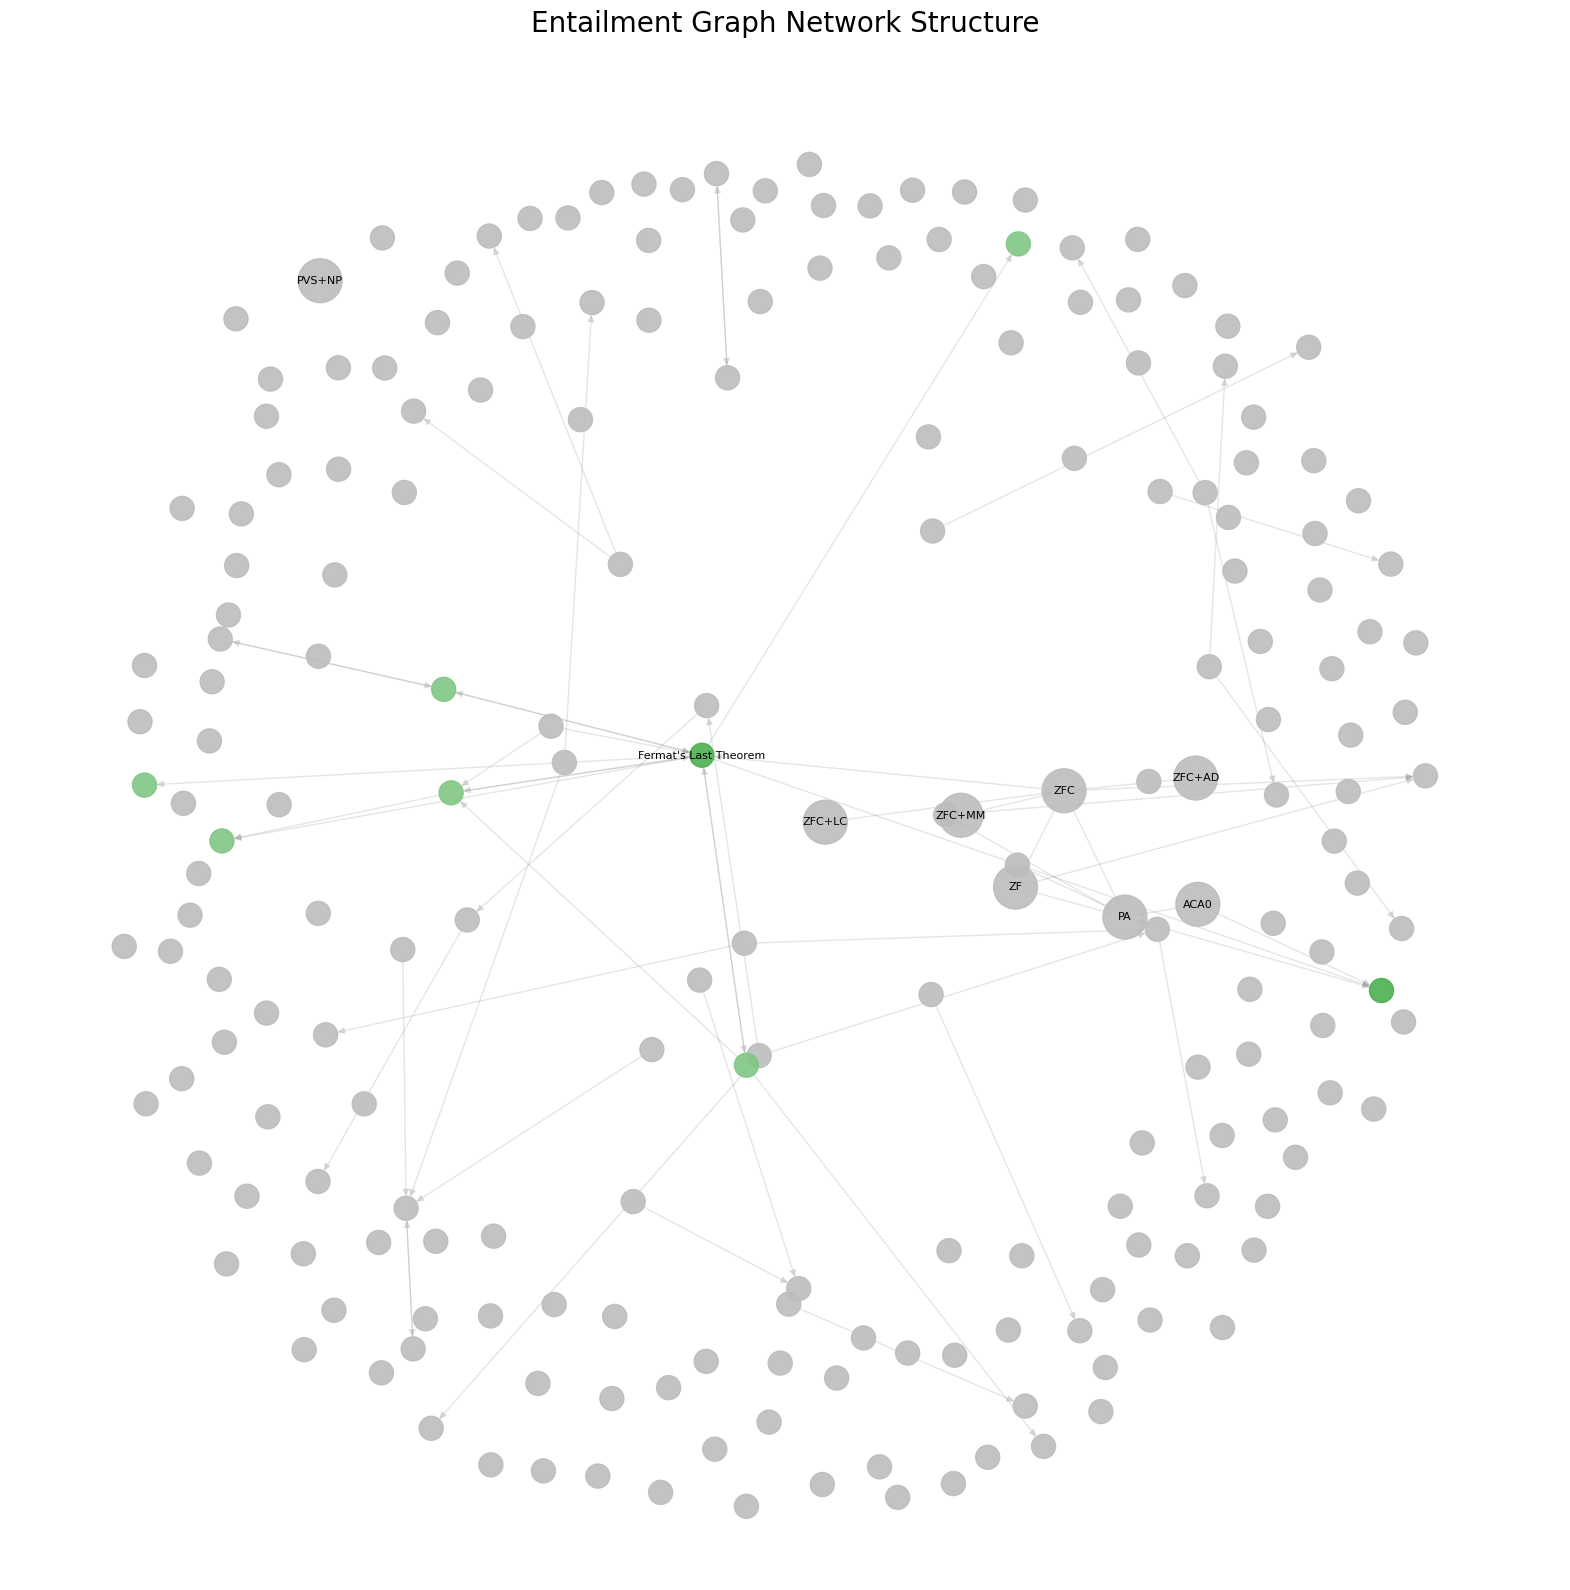 Entailment Graph Network Structure
PVS+NP
Fermat's Last Theorem
ZFC+AD
ZFC
ZFC+MM
ZFC+LC
ZF
ACA0
PA